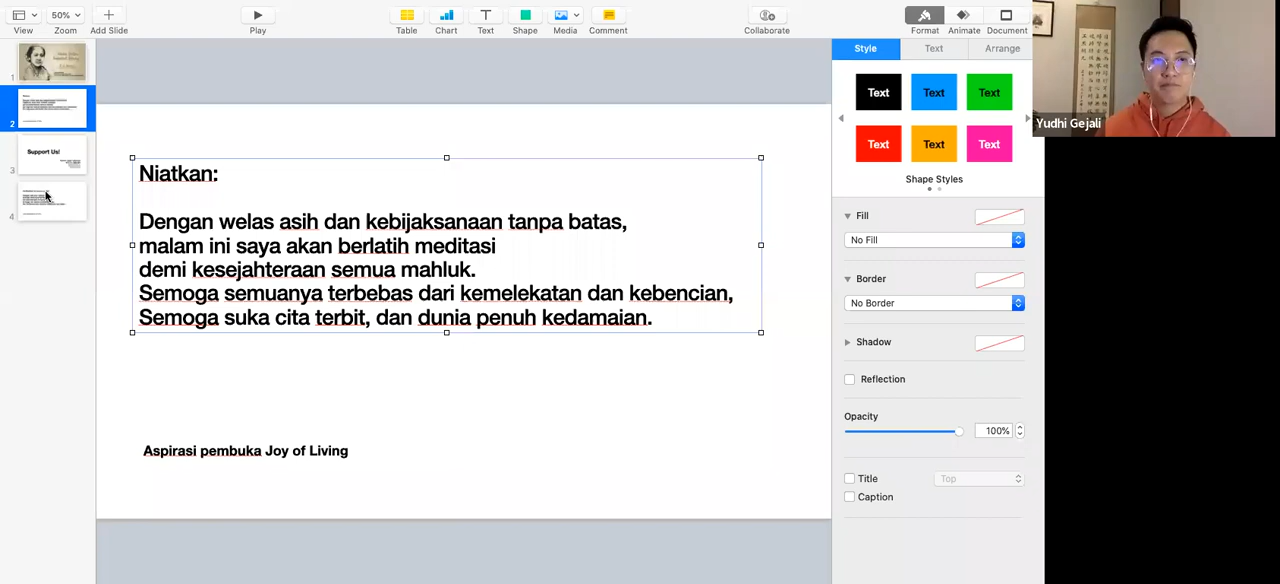 View
50%
Zoom
Add Slide
Play
Table
Chart
Text
Shape
Media
Comment
Collaborate
Format
Animate
Document
Style
Text
Arrange
1
2
3
4
Support Us!
Niatkan:
Dengan welas asih dan kebijaksanaan tanpa batas,
malam ini saya akan berlatih meditasi
demi kesejahteraan semua mahluk.
Semoga semuanya terbebas dari kemelekatan dan kebencian,
Semoga suka cita terbit, dan dunia penuh kedamaian.
Aspirasi pembuka Joy of Living
Text Text Text
Text Text Text
Shape Styles
Fill
No Fill
Border
No Border
Shadow
Reflection
Opacity
100%
Title
Top
Caption
Yudhi Gejali